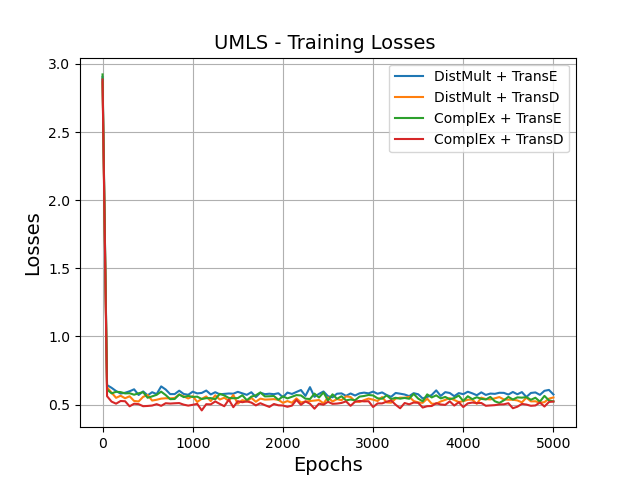 UMLS - Training Losses
3.0
2.5
2.0
1.5
1.0
0.5
Losses
DistMult + TransE
DistMult + TransD
ComplEx + TransE
ComplEx + TransD
0 1000 2000 3000 4000 5000
Epochs